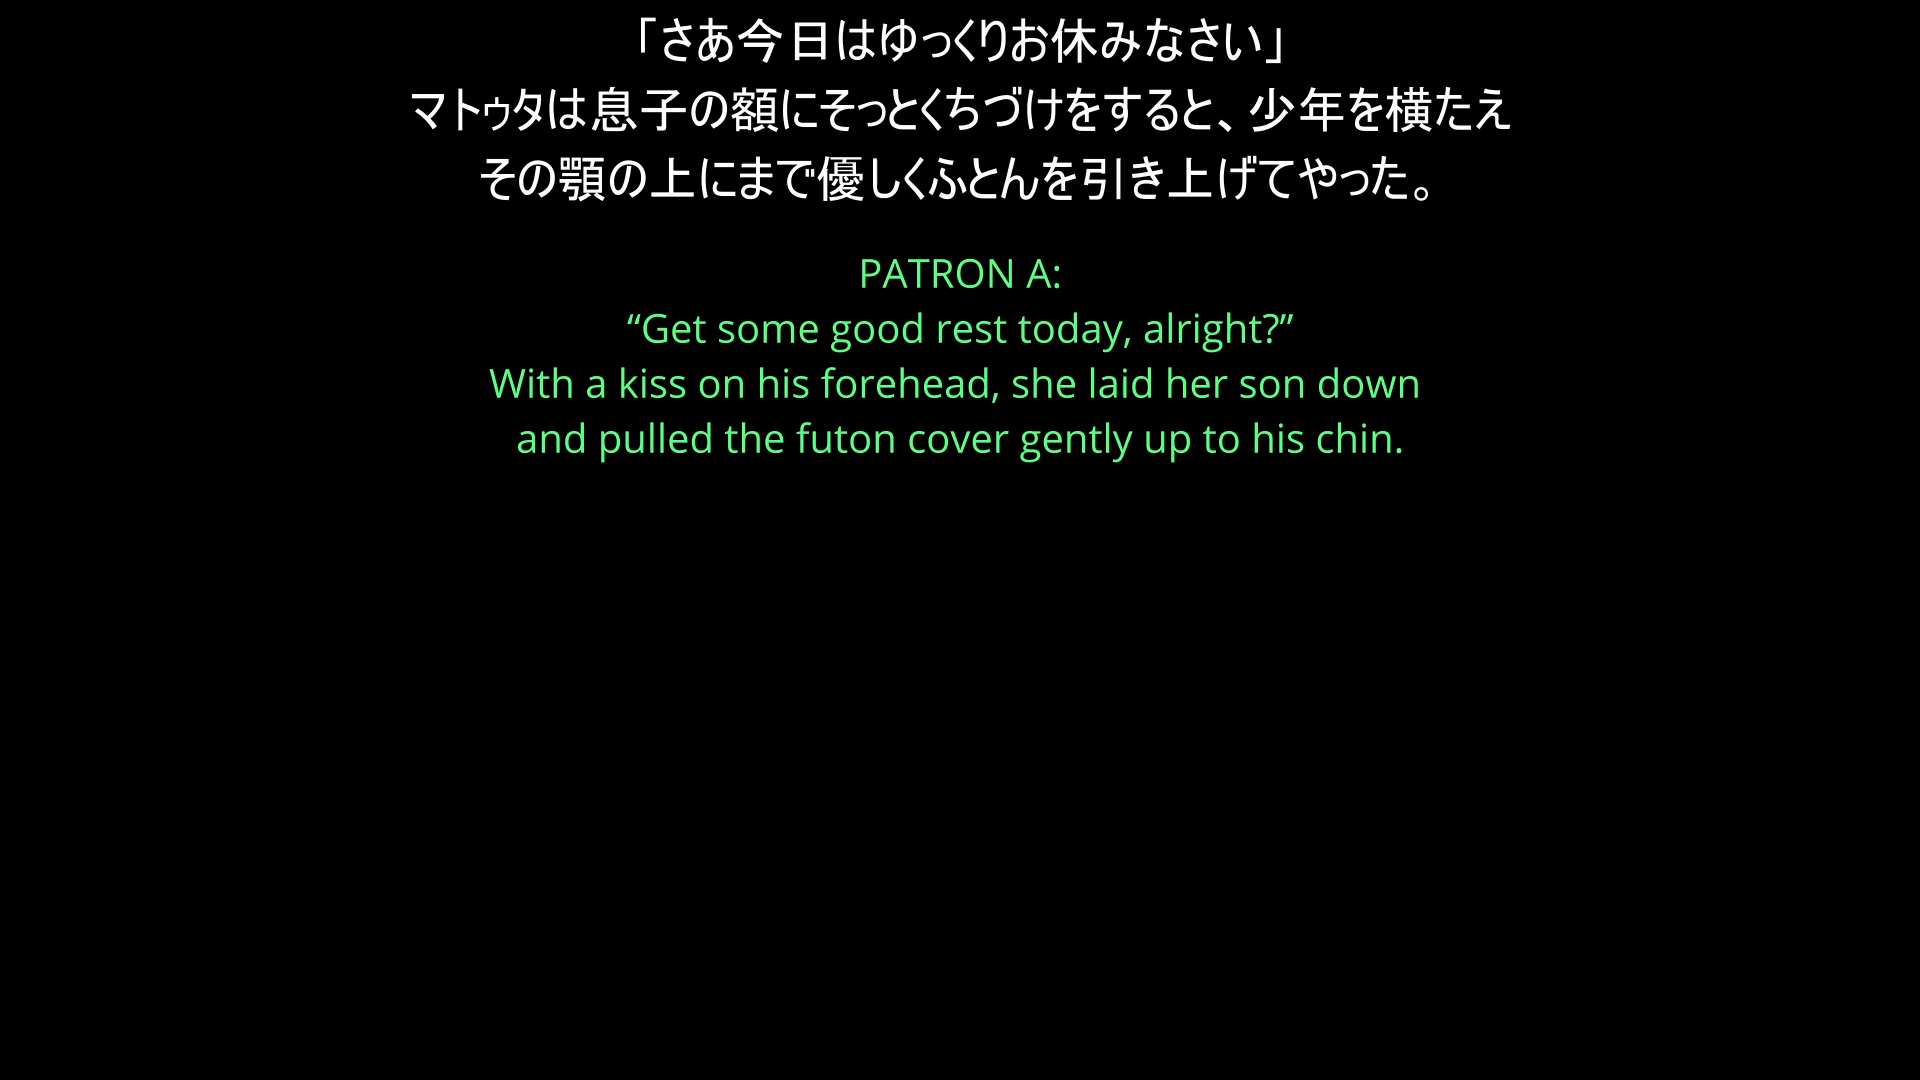 「さあ今日はゆっくりお休みなさい」
マトゥタは息子の額にそっとくちづけをすると、少年を横たえ
その顎の上にまで優しくふとんを引き上げてやった。
PATRON A:
“Get some good rest today, alright?”
With a kiss on his forehead, she laid her son down
and pulled the futon cover gently up to his chin.